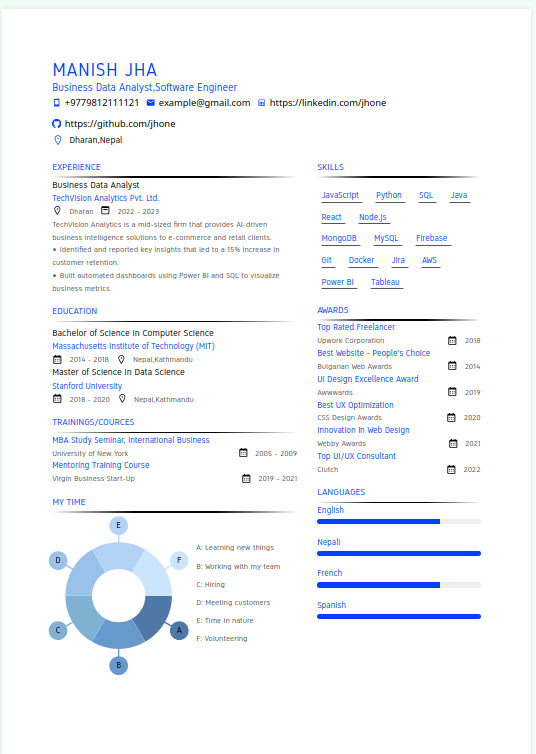 MANISH JHA
Business Data Analyst,Software Engineer
+9779812111121 example@gmail.com https://linkedin.com/jhone
https://github.com/jhone
Dharan,Nepal
EXPERIENCE
Business Data Analyst
TechVision Analytics Pvt. Ltd.
Dharan 2022 - 2023
TechVision Analytics is a mid-sized firm that provides AI-driven
business intelligence solutions to e-commerce and retail clients.
• Identified and reported key insights that led to a 15% increase in
customer retention.
• Built automated dashboards using Power BI and SQL to visualize
business metrics.
EDUCATION
Bachelor of Science in Computer Science
Massachusetts Institute of Technology (MIT)
2014 - 2018 Nepal,Kathmandu
Master of Science in Data Science
Stanford University
2018 - 2020 Nepal,Kathmandu
TRAININGS/COURCES
MBA Study Seminar, International Business
University of New York 2005 - 2009
Mentoring Training Course
Virgin Business Start-Up 2019 - 2021
MY TIME
E
D
F
C
A
B
A: Learning new things
B: Working with my team
C: Hiring
D: Meeting customers
E: Time in nature
F: Volunteering
SKILLS
JavaScript Python SQL Java
React Node.js
MongoDB MySQL Firebase
Git Docker Jira AWS
Power BI Tableau
AWARDS
Top Rated Freelancer
Upwork Corporation 2018
Best Website - People's Choice
Bulgarian Web Awards 2014
UI Design Excellence Award
Awwwards 2019
Best UX Optimization
CSS Design Awards 2020
Innovation in Web Design
Webby Awards 2021
Top UI/UX Consultant
Clutch 2022
LANGUAGES
English
Nepali
French
Spanish